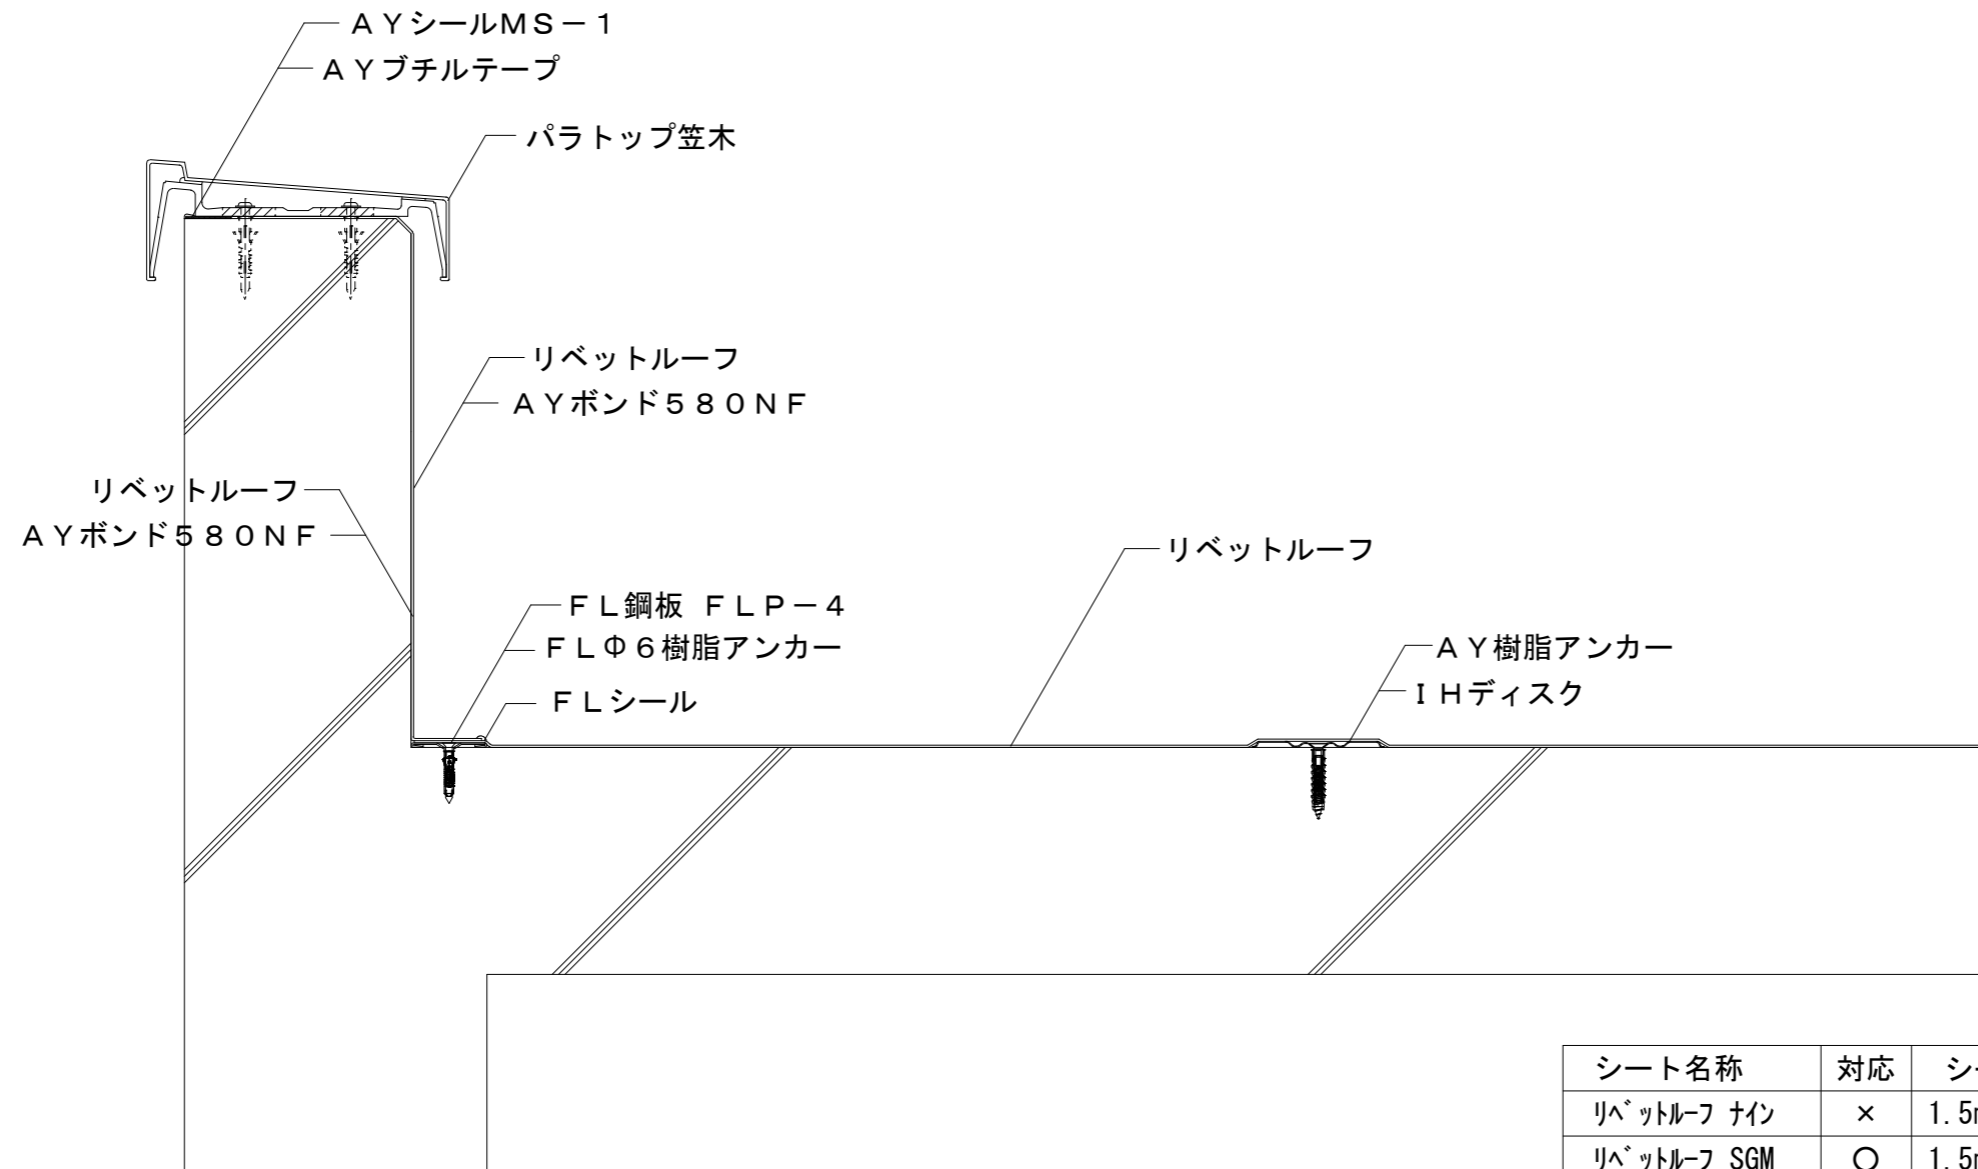 ＡＹシールＭＳ－１
ＡＹブチルテープ
パラトップ笠木
リベットルーフ
ＡＹボンド５８０ＮＦ
リベットルーフ
ＡＹボンド５８０ＮＦ
リベットルーフ
ＦＬ鋼板 ＦＬＰ－４
ＦＬΦ６樹脂アンカー
ＦＬシール
ＡＹ樹脂アンカー
ＩＨディスク
シート名称 対応
ﾘﾍﾞｯﾄﾙｰﾌ ﾅｲﾝ × 1.5
ﾘﾍﾞｯﾄﾙｰﾌ SGM ○ 1.5